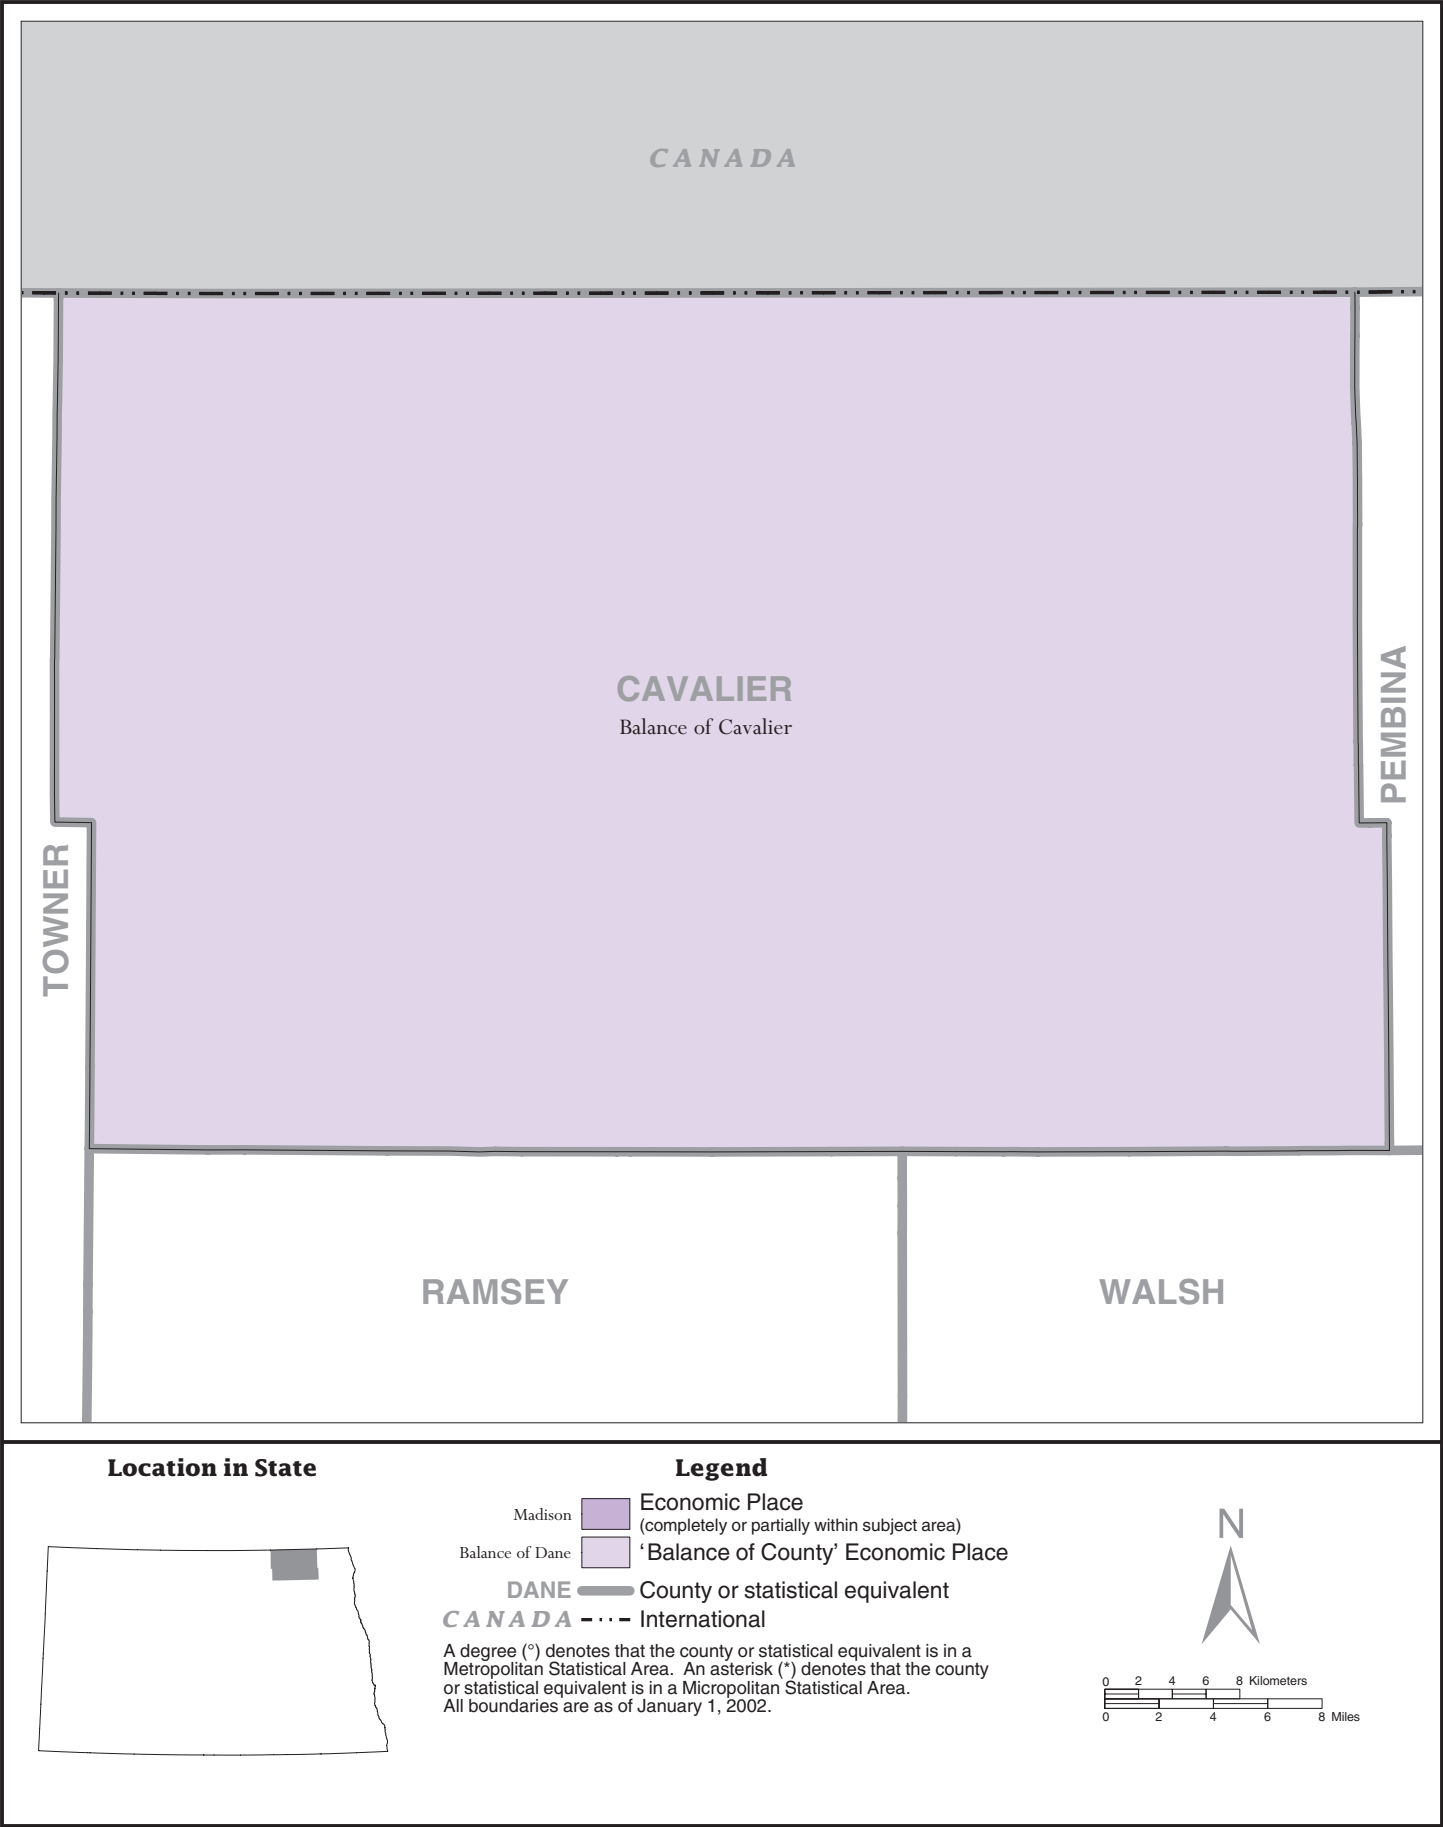 CANADA
CAVALIER
Balance of Cavalier
PEMBINA
TOWNER
RAMSEY
WALSH
Location in State
Legend
Madison
Economic Place
(completely or partially within subject area)
Balance of Dane
‘Balance of County’ Economic Place
DANE
County or statistical equivalent
CANADA
International
A degree (°) denotes that the county or statistical equivalent is in a
Metropolitan Statistical Area.  An asterisk (*) denotes that the county
or statistical equivalent is in a Micropolitan Statistical Area.
All boundaries are as of January 1, 2002.
N
0 2 4 6 8 Kilometers
0 2 4 6 8 Miles